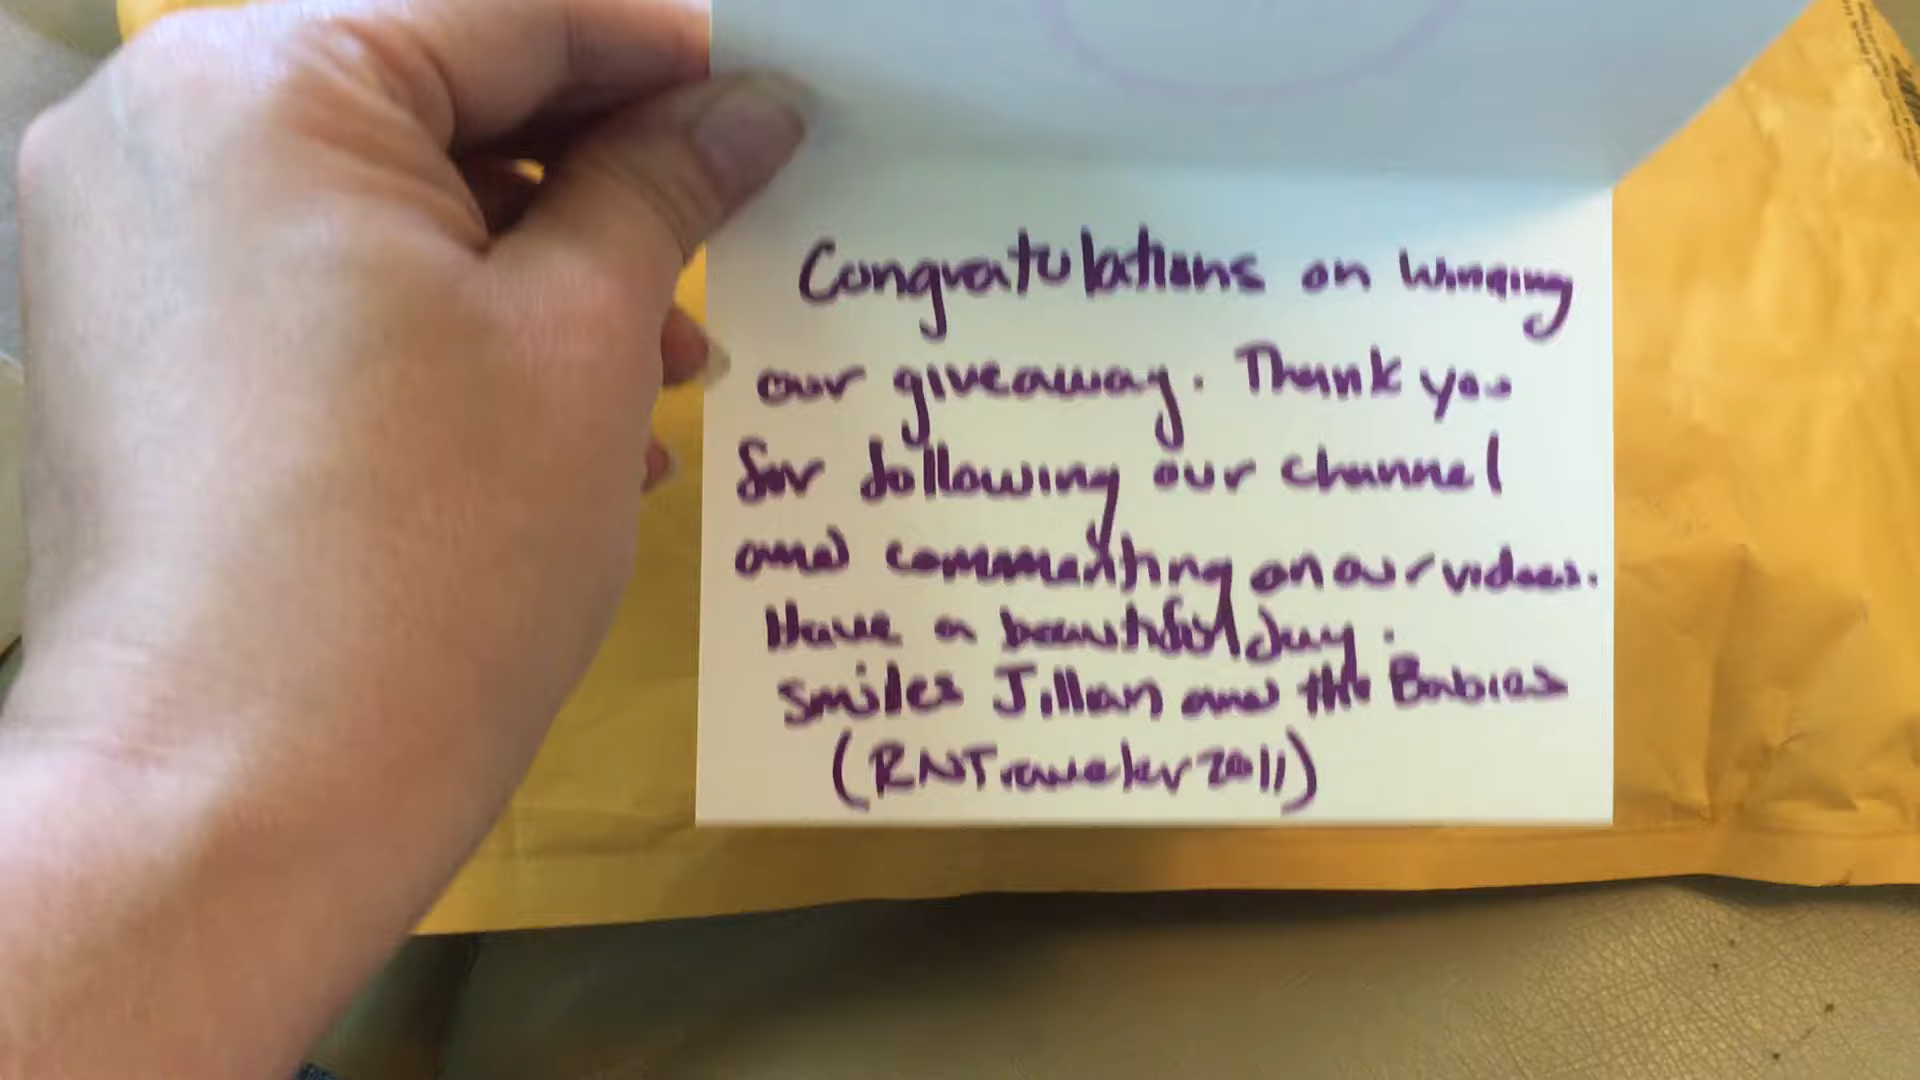 Congratulations on winning
our giveaway. Thank you
for following our channel
and commenting on our videos.
Have a beautiful day.
Smiles Jillian and the Babies
(RNTraveler2011)